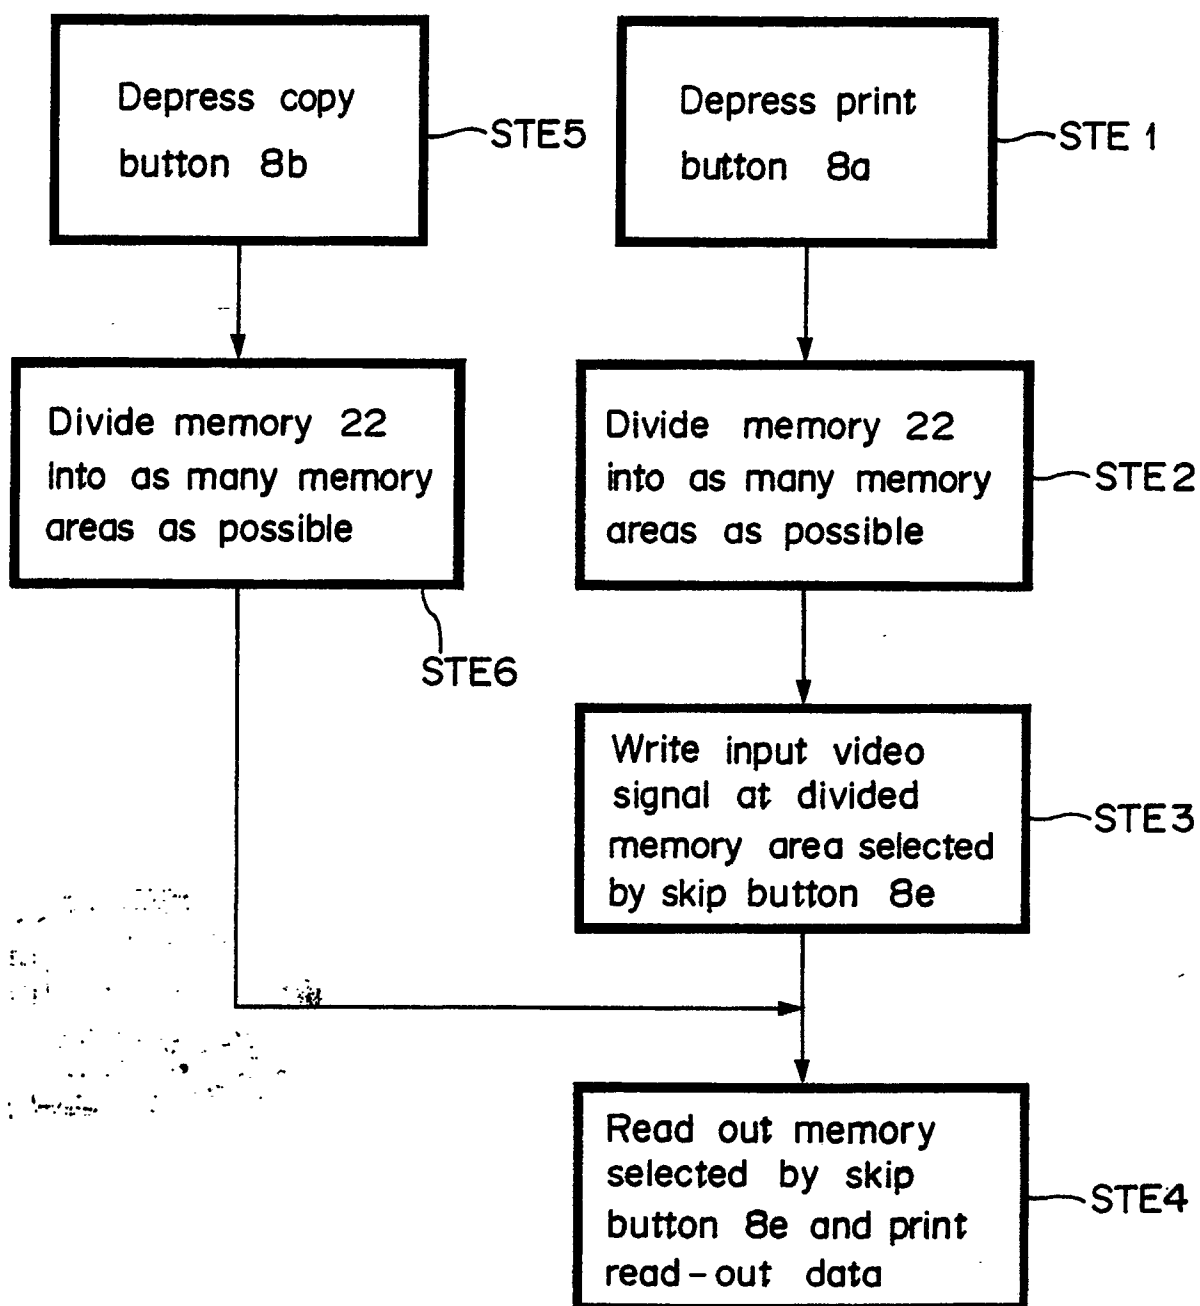 Depress copy
button 8b
STE5
Depress print
button 8a
STE 1
Divide memory 22
into as many memory
areas as possible
STE6
Divide memory 22
into as many memory
areas as possible
STE2
Write input video
signal at divided
memory area selected
by skip button 8e
STE3
Read out memory
selected by skip
button 8e and print
read-out data
STE4